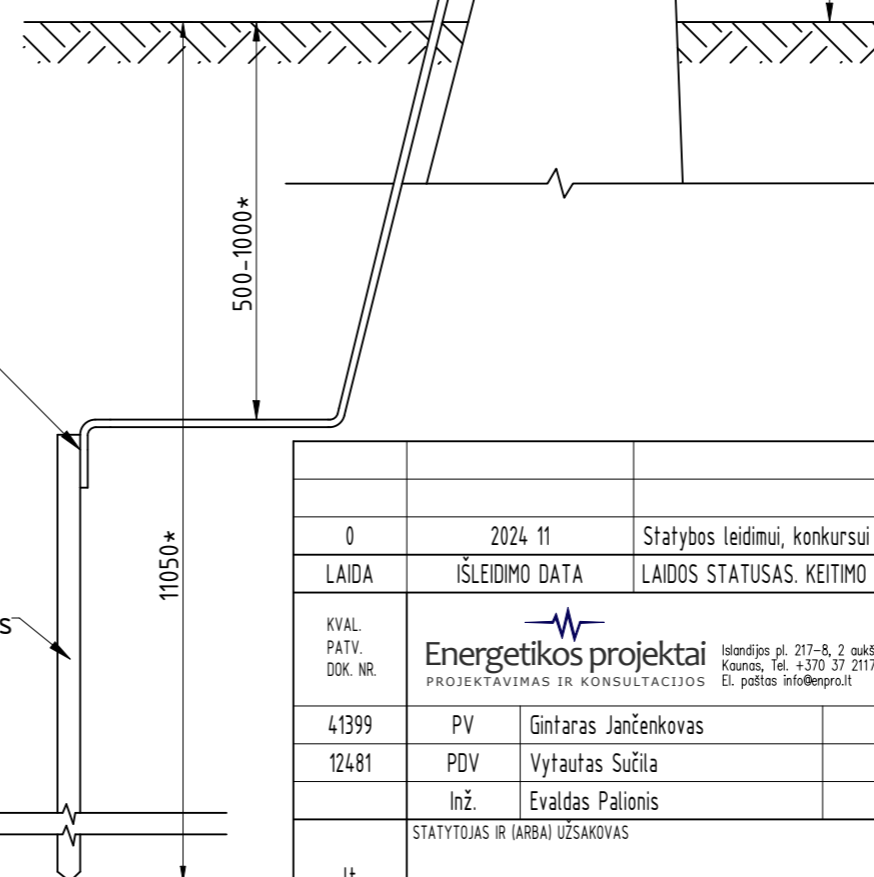 500-1000*
11050*
s
0 2024 11 Statybos leidimui, konkursui
LAIDA IŠLEIDIMO DATA LAIDOS STATUSAS. KEITIMO
KVAL.
PATV.
DOK. NR.
Energetikos projektai
PROJEKTAVIMAS IR KONSULTACIJOS
Islandijos pl. 217-8, 2 aukš
Kaunas, Tel. +370 37 2117
El. paštas info@enpro.lt
41399 PV Gintaras Jančenkovas
12481 PDV Vytautas Sučila
Inž. Evaldas Palionis
STATYTOJAS IR (ARBA) UŽSAKOVAS